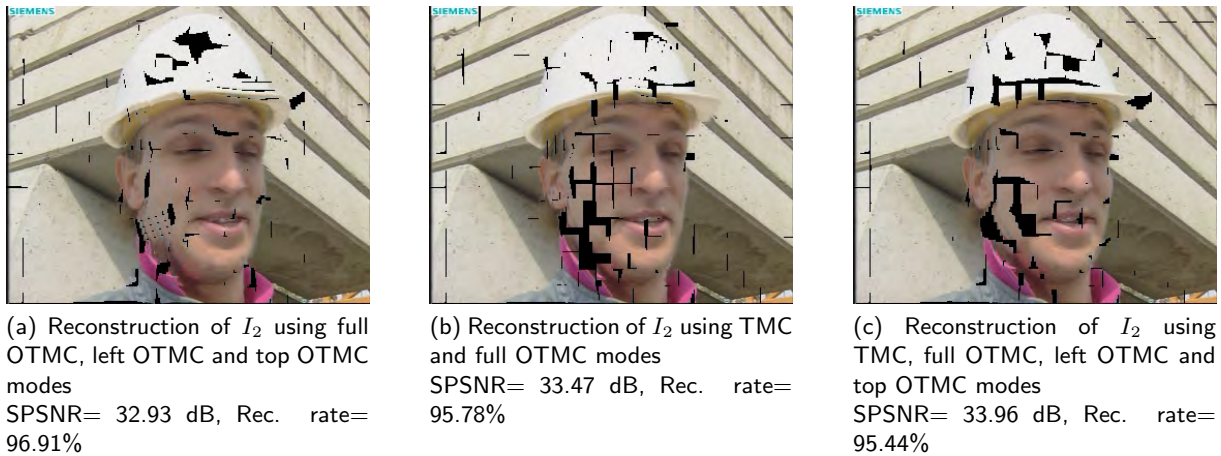 SIEMENS
SIEMENS
SIEMENS
(a) Reconstruction of I₂ using full
OTMC, left OTMC and top OTMC
modes
SPSNR= 32.93 dB, Rec. rate=
96.91%
(b) Reconstruction of I₂ using TMC
and full OTMC modes
SPSNR= 33.47 dB, Rec. rate=
95.78%
(c) Reconstruction of I₂ using
TMC, full OTMC, left OTMC and
top OTMC modes
SPSNR= 33.96 dB, Rec. rate=
95.44%